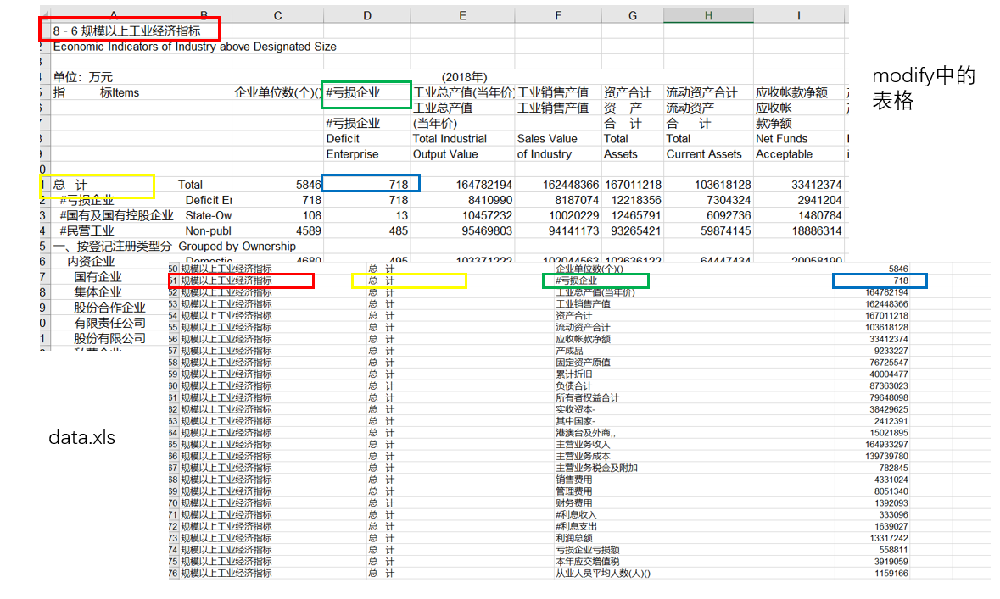 A B C D E F G H I
8－6 规模以上工业经济指标
2 Economic Indicators of Industry above Designated Size
3
4 单位：万元 (2018年)
5 指 标Items 企业单位数(个)() #亏损企业 工业总产值(当年价) 工业销售产值 资产合计 流动资产合计 应收帐款净额
6 工业总产值 工业销售产值 资 产 流动资产 应收帐
7 #亏损企业 (当年价) 合 计 合 计 款净额
8 Deficit Total Industrial Sales Value Total Total Net Funds
9 Enterprise Output Value of Industry Assets Current Assets Acceptable
0
1 总 计 Total 5846 718 164782194 162448366 167011218 103618128 33412374
2 #亏损企业 Deficit En 718 718 8410990 8187074 12218356 7304324 2941204
3 #国有及国有控股企业 State-Ow 108 13 10457232 10020229 12465791 6092736 1480784
4 #民营工业 Non-publ 4589 485 95469803 94141173 93265421 59874145 18886314
5 一、按登记注册类型分 Grouped by Ownership
6 内资企业 Domestic 4680 495 103371222 102044563 102636122 64447434 20058190
7 国有企业
8 集体企业
9 股份合作企业
0 有限责任公司
1 股份有限公司
私营企业
modify中的
表格
data.xls
50 规模以上工业经济指标 总 计 企业单位数(个)() 5846
51 规模以上工业经济指标 总 计 #亏损企业 718
52 规模以上工业经济指标 总 计 工业总产值(当年价) 164782194
53 规模以上工业经济指标 总 计 工业销售产值 162448366
54 规模以上工业经济指标 总 计 资产合计 167011218
55 规模以上工业经济指标 总 计 流动资产合计 103618128
56 规模以上工业经济指标 总 计 应收帐款净额 33412374
57 规模以上工业经济指标 总 计 产成品 9233227
58 规模以上工业经济指标 总 计 固定资产原值 76725547
59 规模以上工业经济指标 总 计 累计折旧 40004477
60 规模以上工业经济指标 总 计 负债合计 87363023
61 规模以上工业经济指标 总 计 所有者权益合计 79648098
62 规模以上工业经济指标 总 计 实收资本- 38429625
63 规模以上工业经济指标 总 计 其中国家- 2412391
64 规模以上工业经济指标 总 计 港澳台及外商,, 15021895
65 规模以上工业经济指标 总 计 主营业务收入 164933297
66 规模以上工业经济指标 总 计 主营业务成本 139739780
67 规模以上工业经济指标 总 计 主营业务税金及附加 782845
68 规模以上工业经济指标 总 计 销售费用 4331024
69 规模以上工业经济指标 总 计 管理费用 8051340
70 规模以上工业经济指标 总 计 财务费用 1392093
71 规模以上工业经济指标 总 计 #利息收入 333096
72 规模以上工业经济指标 总 计 #利息支出 1639027
73 规模以上工业经济指标 总 计 利润总额 13317242
74 规模以上工业经济指标 总 计 亏损企业亏损额 558811
75 规模以上工业经济指标 总 计 本年应交增值税 3919059
76 规模以上工业经济指标 总 计 从业人员平均人数(人)() 1159166